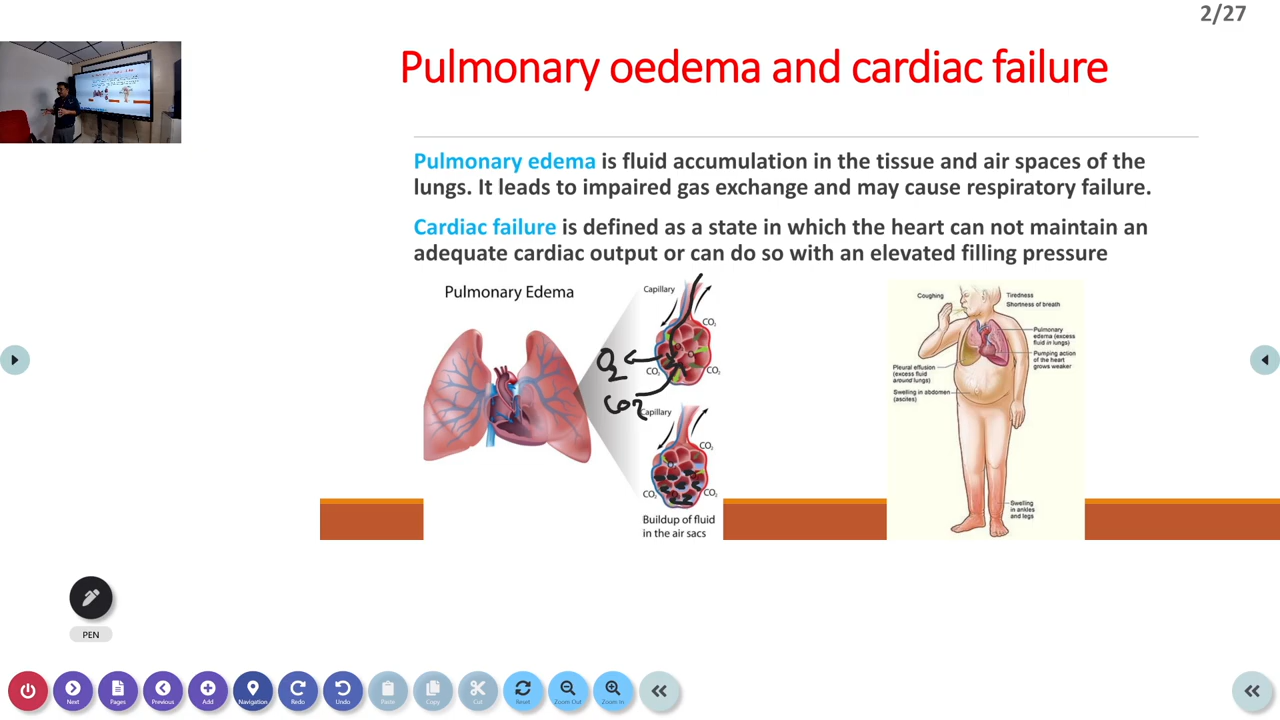 2/27
Pulmonary oedema and cardiac failure
Pulmonary edema is fluid accumulation in the tissue and air spaces of the
lungs. It leads to impaired gas exchange and may cause respiratory failure.
Cardiac failure is defined as a state in which the heart can not maintain an
adequate cardiac output or can do so with an elevated filling pressure
Pulmonary Edema
Capillary
CO₂
O₂
CO₂
CO₂
CO₂
Capillary
CO₂
CO₂
CO₂
Buildup of fluid
in the air sacs
Coughing
Tiredness
Shortness of breath
Pulmonary
edema (excess
fluid in lungs)
Pumping action
of the heart
grows weaker
Pleural effusion
(excess fluid
around lungs)
Swelling in abdomen
(ascites)
Swelling
in ankles
and legs
PEN
Next
Pages
Previous
Add
Navigation
Redo
Undo
Paste
Copy
Cut
Reset
Zoom Out
Zoom In